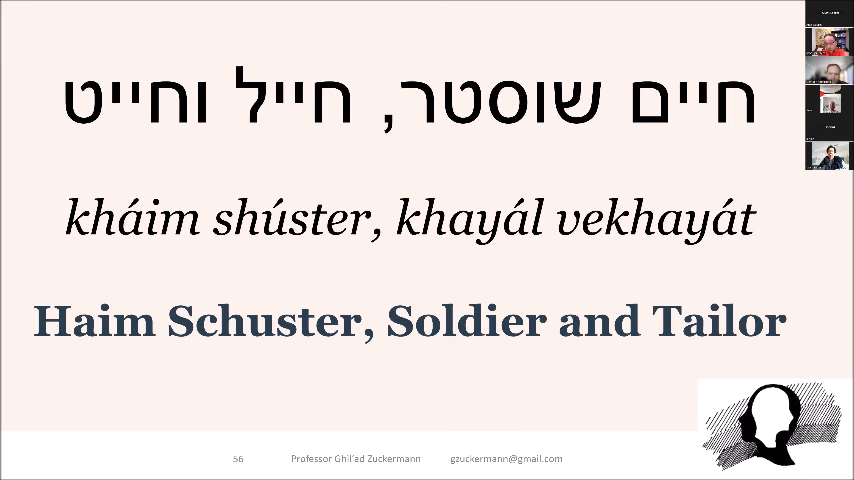 חיים שוסטר, חייל וחייט
kháim shúster, khayál vekhayát
Haim Schuster, Soldier and Tailor
56 Professor Ghil'ad Zuckermann gzuckermann@gmail.com